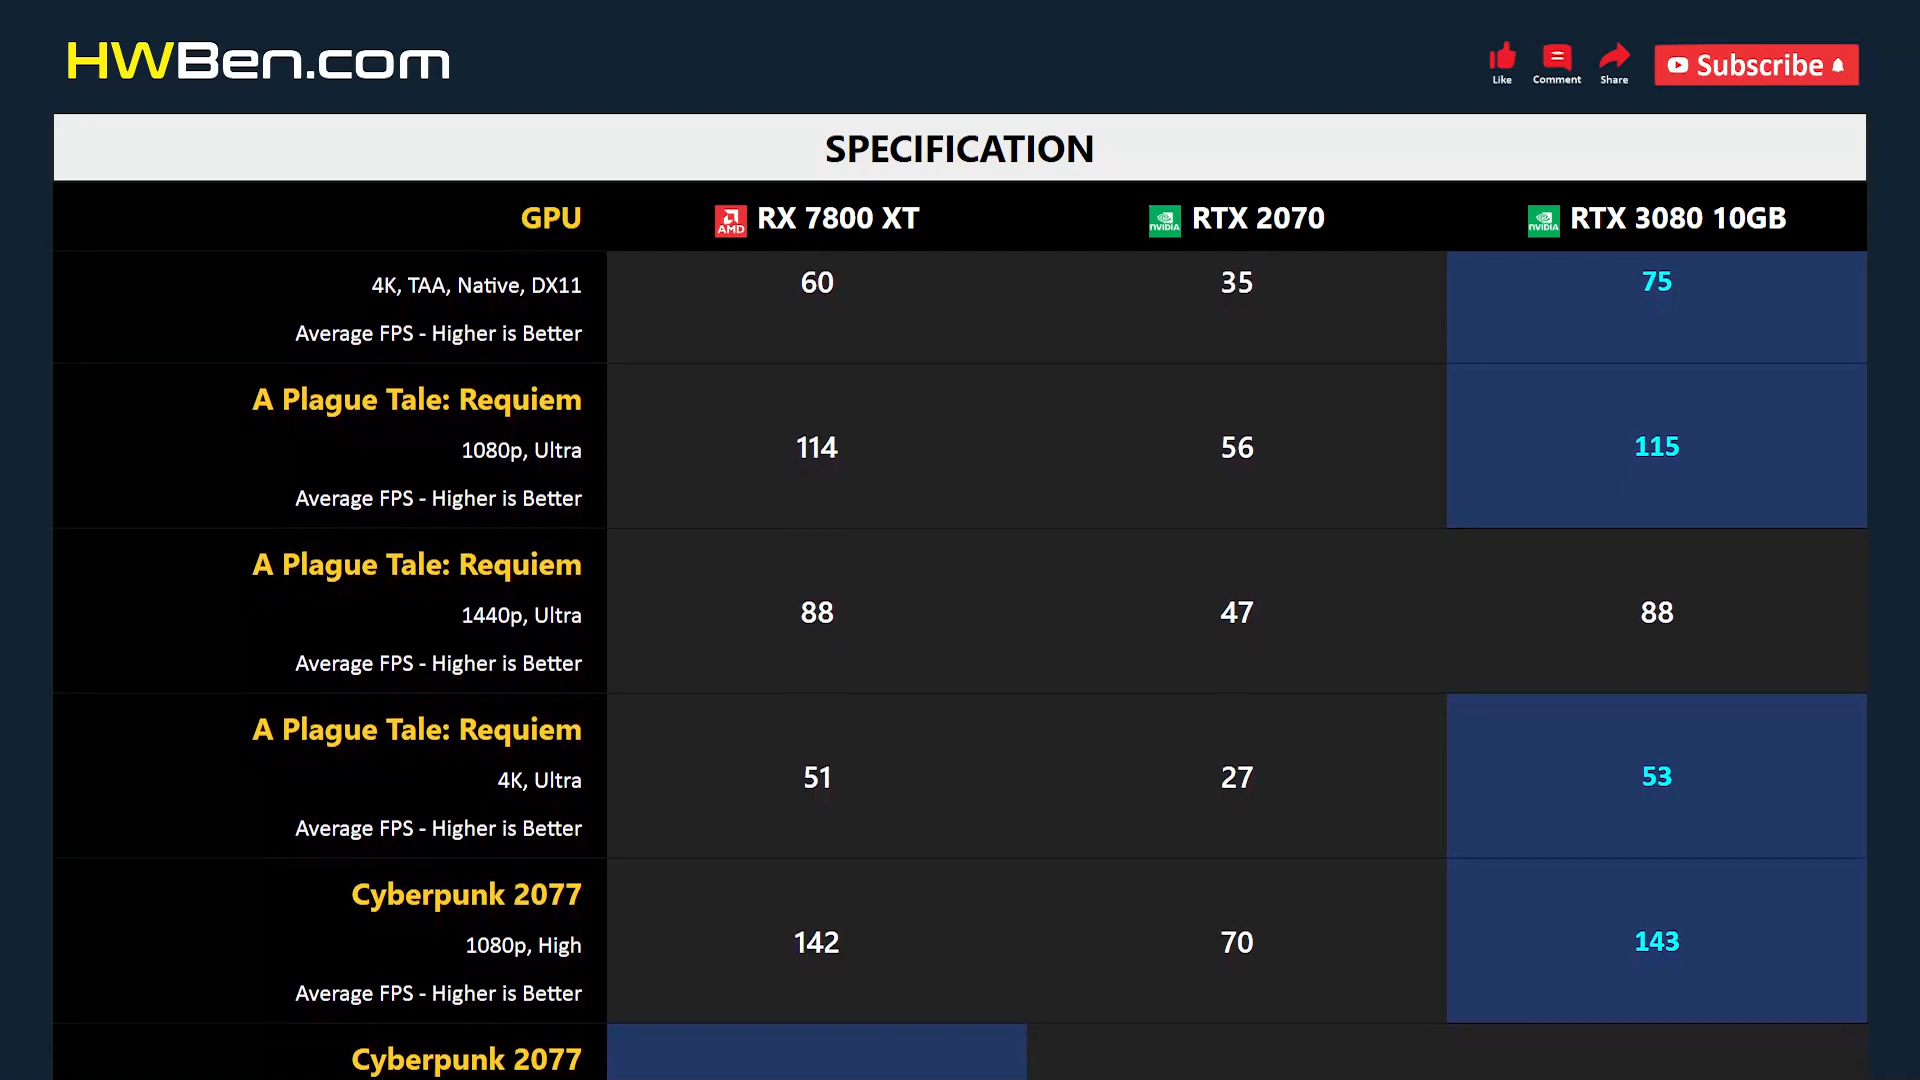 HWBen.com
Like Comment Share Subscribe
SPECIFICATION
GPU AMD RX 7800 XT NVIDIA RTX 2070 NVIDIA RTX 3080 10GB
4K, TAA, Native, DX11 60 35 75
Average FPS - Higher is Better
A Plague Tale: Requiem
1080p, Ultra 114 56 115
Average FPS - Higher is Better
A Plague Tale: Requiem
1440p, Ultra 88 47 88
Average FPS - Higher is Better
A Plague Tale: Requiem
4K, Ultra 51 27 53
Average FPS - Higher is Better
Cyberpunk 2077
1080p, High 142 70 143
Average FPS - Higher is Better
Cyberpunk 2077